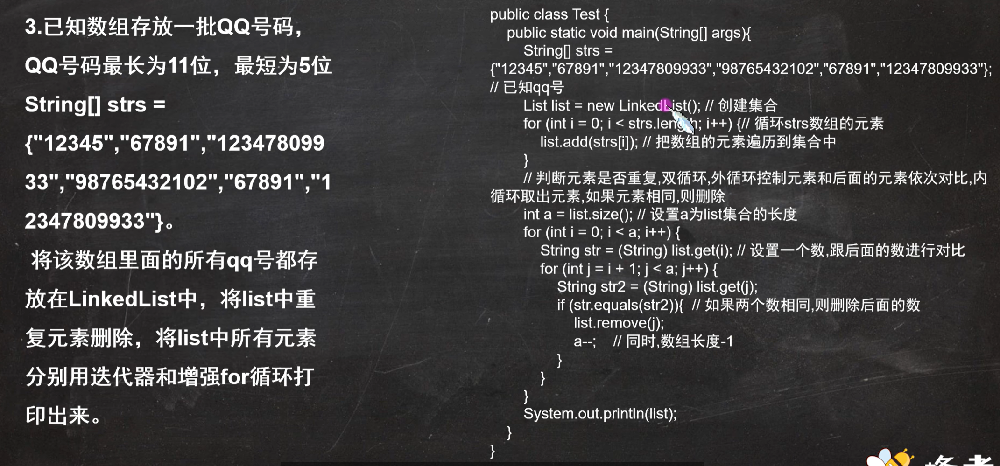 3.已知数组存放一批QQ号码，
QQ号码最长为11位，最短为5位
String[] strs =
{"12345","67891","123478099
33","98765432102","67891","1
2347809933"}。
将该数组里面的所有qq号都存
放在LinkedList中，将list中重
复元素删除，将list中所有元素
分别用迭代器和增强for循环打
印出来。
public class Test {
public static void main(String[] args){
String[] strs =
{"12345","67891","12347809933","98765432102","67891","12347809933"};
// 已知qq号
List list = new LinkedList(); // 创建集合
for (int i = 0; i < strs.length; i++) {// 循环strs数组的元素
list.add(strs[i]); // 把数组的元素遍历到集合中
}
// 判断元素是否重复,双循环,外循环控制元素和后面的元素依次对比,内
循环取出元素,如果元素相同,则删除
int a = list.size(); // 设置a为list集合的长度
for (int i = 0; i < a; i++) {
String str = (String) list.get(i); // 设置一个数,跟后面的数进行对比
for (int j = i + 1; j < a; j++) {
String str2 = (String) list.get(j);
if (str.equals(str2)){ // 如果两个数相同,则删除后面的数
list.remove(j);
a--; // 同时,数组长度-1
}
}
}
System.out.println(list);
}
}